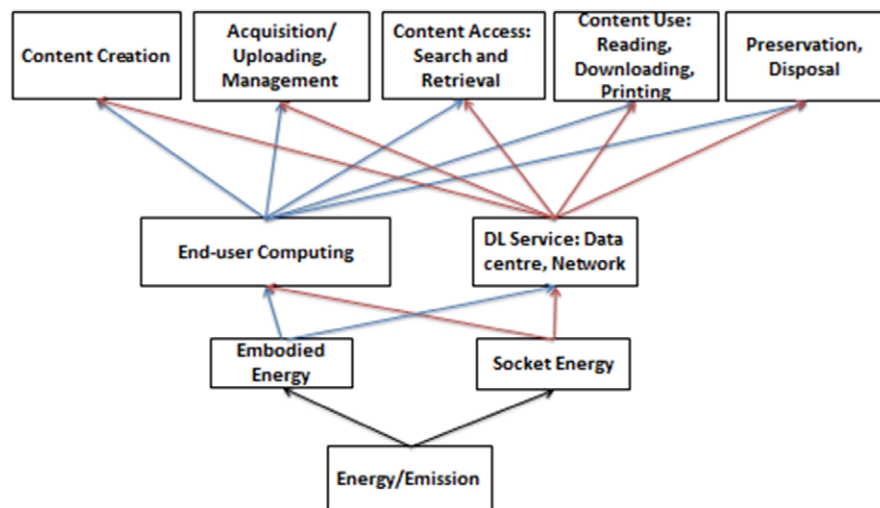 Content Creation
Acquisition/
Uploading,
Management
Content Access:
Search and
Retrieval
Content Use:
Reading,
Downloading,
Printing
Preservation,
Disposal
End-user Computing
DL Service: Data
centre, Network
Embodied
Energy
Socket Energy
Energy/Emission